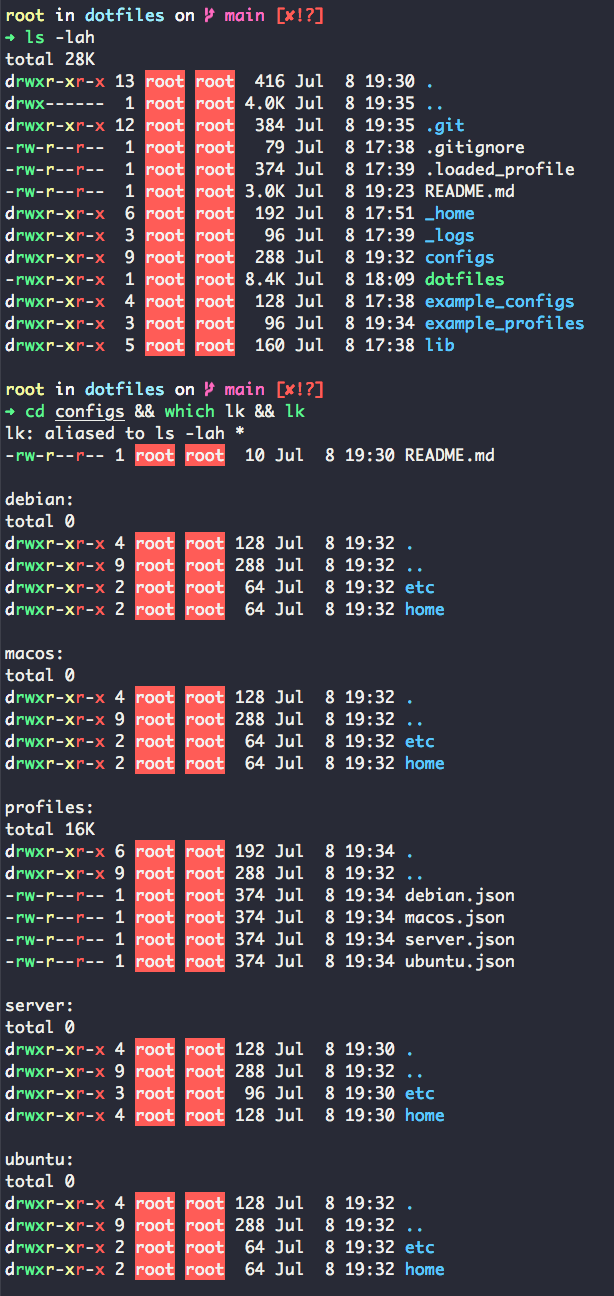 root in dotfiles on  main [✘!?]
➜ ls -lah
total 28K
drwxr-xr-x 13 root root  416 Jul  8 19:30 .
drwx------  1 root root 4.0K Jul  8 19:35 ..
drwxr-xr-x 12 root root  384 Jul  8 19:35 .git
-rw-r--r--  1 root root   79 Jul  8 17:38 .gitignore
-rw-r--r--  1 root root  374 Jul  8 17:39 .loaded_profile
-rw-r--r--  1 root root 3.0K Jul  8 19:23 README.md
drwxr-xr-x  6 root root  192 Jul  8 17:51 _home
drwxr-xr-x  3 root root   96 Jul  8 17:39 _logs
drwxr-xr-x  9 root root  288 Jul  8 19:32 configs
-rwxr-xr-x  1 root root 8.4K Jul  8 18:09 dotfiles
drwxr-xr-x  4 root root  128 Jul  8 17:38 example_configs
drwxr-xr-x  3 root root   96 Jul  8 19:34 example_profiles
drwxr-xr-x  5 root root  160 Jul  8 17:38 lib
root in dotfiles on  main [✘!?]
➜ cd configs && which lk && lk
lk: aliased to ls -lah *
-rw-r--r-- 1 root root  10 Jul  8 19:30 README.md
debian:
total 0
drwxr-xr-x 4 root root 128 Jul  8 19:32 .
drwxr-xr-x 9 root root 288 Jul  8 19:32 ..
drwxr-xr-x 2 root root  64 Jul  8 19:32 etc
drwxr-xr-x 2 root root  64 Jul  8 19:32 home
macos:
total 0
drwxr-xr-x 4 root root 128 Jul  8 19:32 .
drwxr-xr-x 9 root root 288 Jul  8 19:32 ..
drwxr-xr-x 2 root root  64 Jul  8 19:32 etc
drwxr-xr-x 2 root root  64 Jul  8 19:32 home
profiles:
total 16K
drwxr-xr-x 6 root root 192 Jul  8 19:34 .
drwxr-xr-x 9 root root 288 Jul  8 19:32 ..
-rw-r--r-- 1 root root 374 Jul  8 19:34 debian.json
-rw-r--r-- 1 root root 374 Jul  8 19:34 macos.json
-rw-r--r-- 1 root root 374 Jul  8 19:34 server.json
-rw-r--r-- 1 root root 374 Jul  8 19:34 ubuntu.json
server:
total 0
drwxr-xr-x 4 root root 128 Jul  8 19:30 .
drwxr-xr-x 9 root root 288 Jul  8 19:32 ..
drwxr-xr-x 3 root root  96 Jul  8 19:30 etc
drwxr-xr-x 4 root root 128 Jul  8 19:30 home
ubuntu:
total 0
drwxr-xr-x 4 root root 128 Jul  8 19:32 .
drwxr-xr-x 9 root root 288 Jul  8 19:32 ..
drwxr-xr-x 2 root root  64 Jul  8 19:32 etc
drwxr-xr-x 2 root root  64 Jul  8 19:32 home